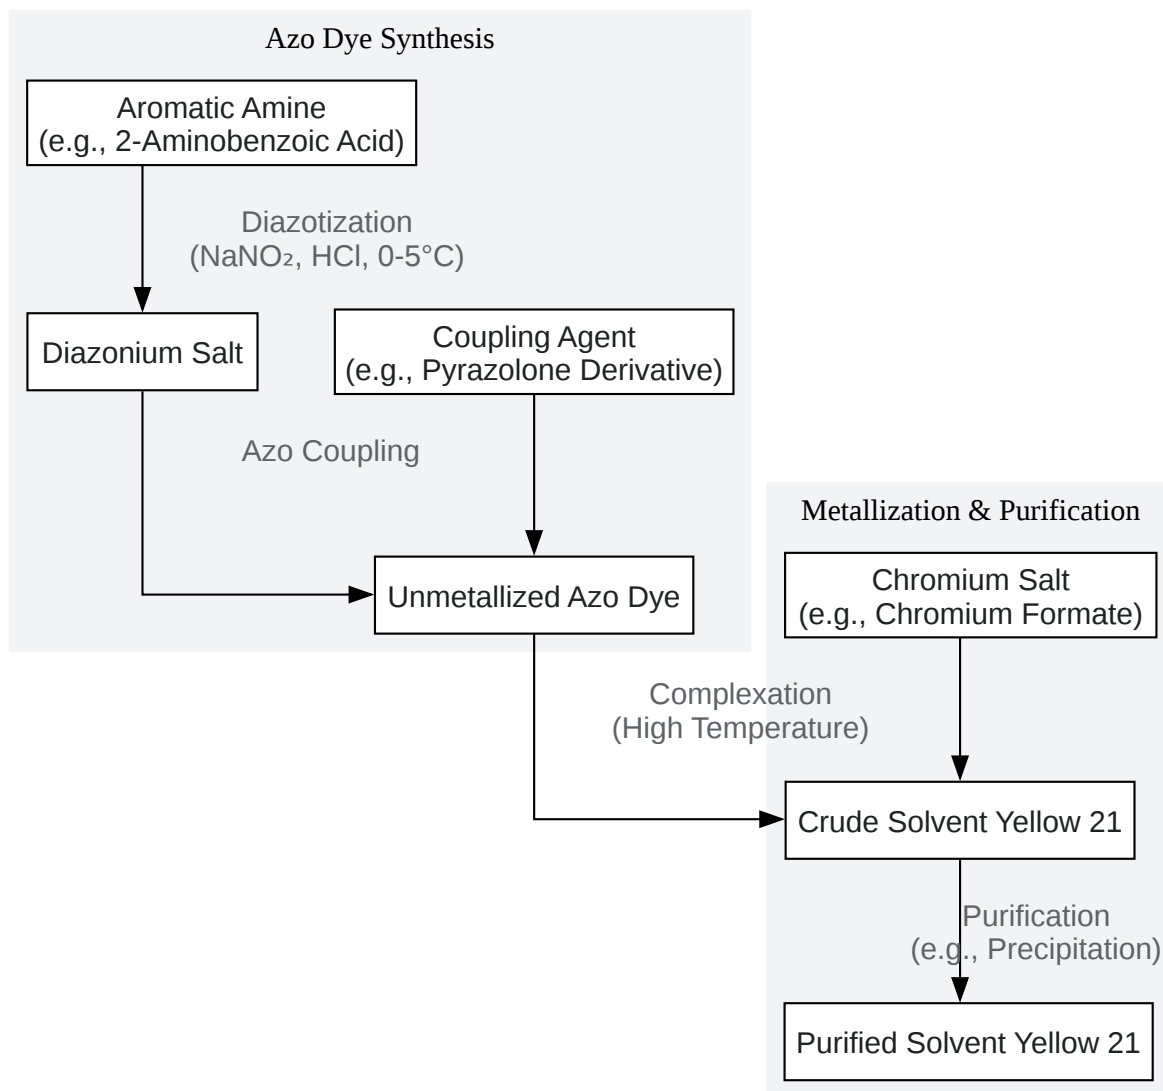 Azo Dye Synthesis
Aromatic Amine
(e.g., 2-Aminobenzoic Acid)
Diazotization
(NaNO₂, HCl, 0-5°C)
Diazonium Salt
Coupling Agent
(e.g., Pyrazolone Derivative)
Azo Coupling
Unmetallized Azo Dye
Metallization & Purification
Chromium Salt
(e.g., Chromium Formate)
Complexation
(High Temperature)
Crude Solvent Yellow 21
Purification
(e.g., Precipitation)
Purified Solvent Yellow 21